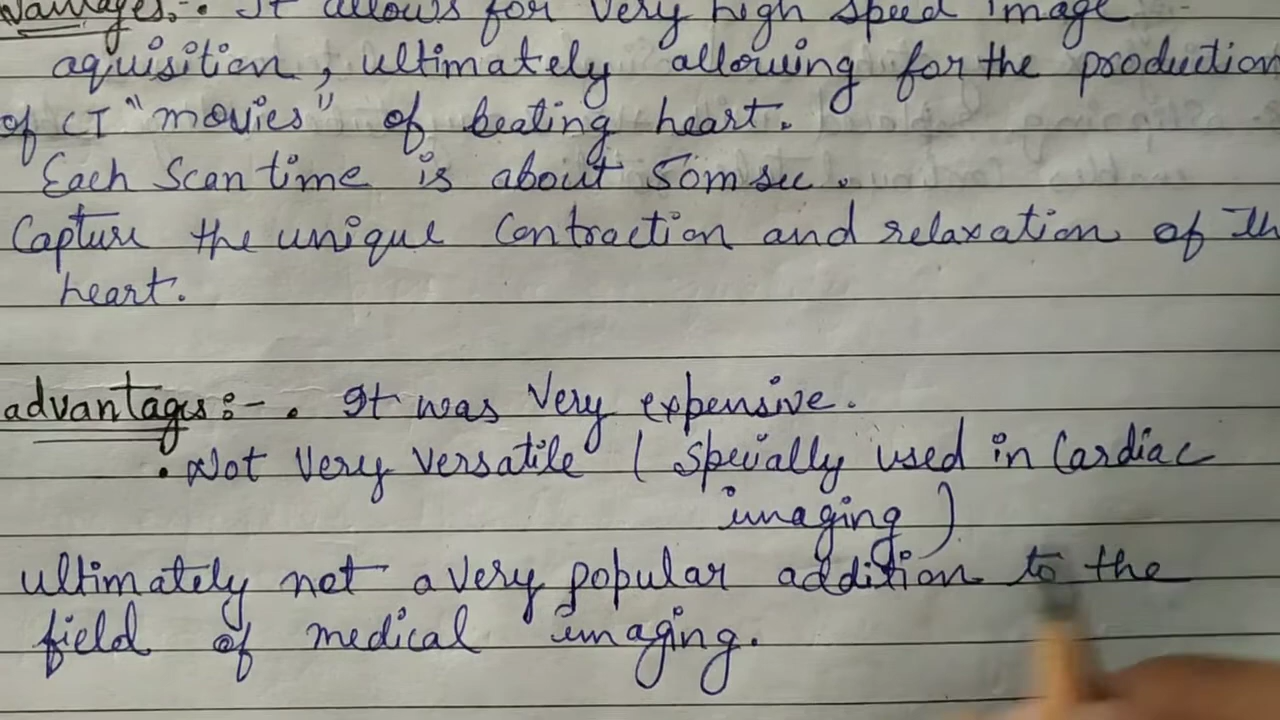 vantages:- . It allows for very high speed image
aquisition, ultimately allowing for the production
of CT "movies" of beating heart.
Each Scan time is about 50m sec.
Capture the unique Contraction and relaxation of Th
heart.
advantages:- . It was Very expensive.
. Not Very Versatile ( Specially used in Cardiac
imaging )
ultimately not a very popular addition to the
field of medical imaging.